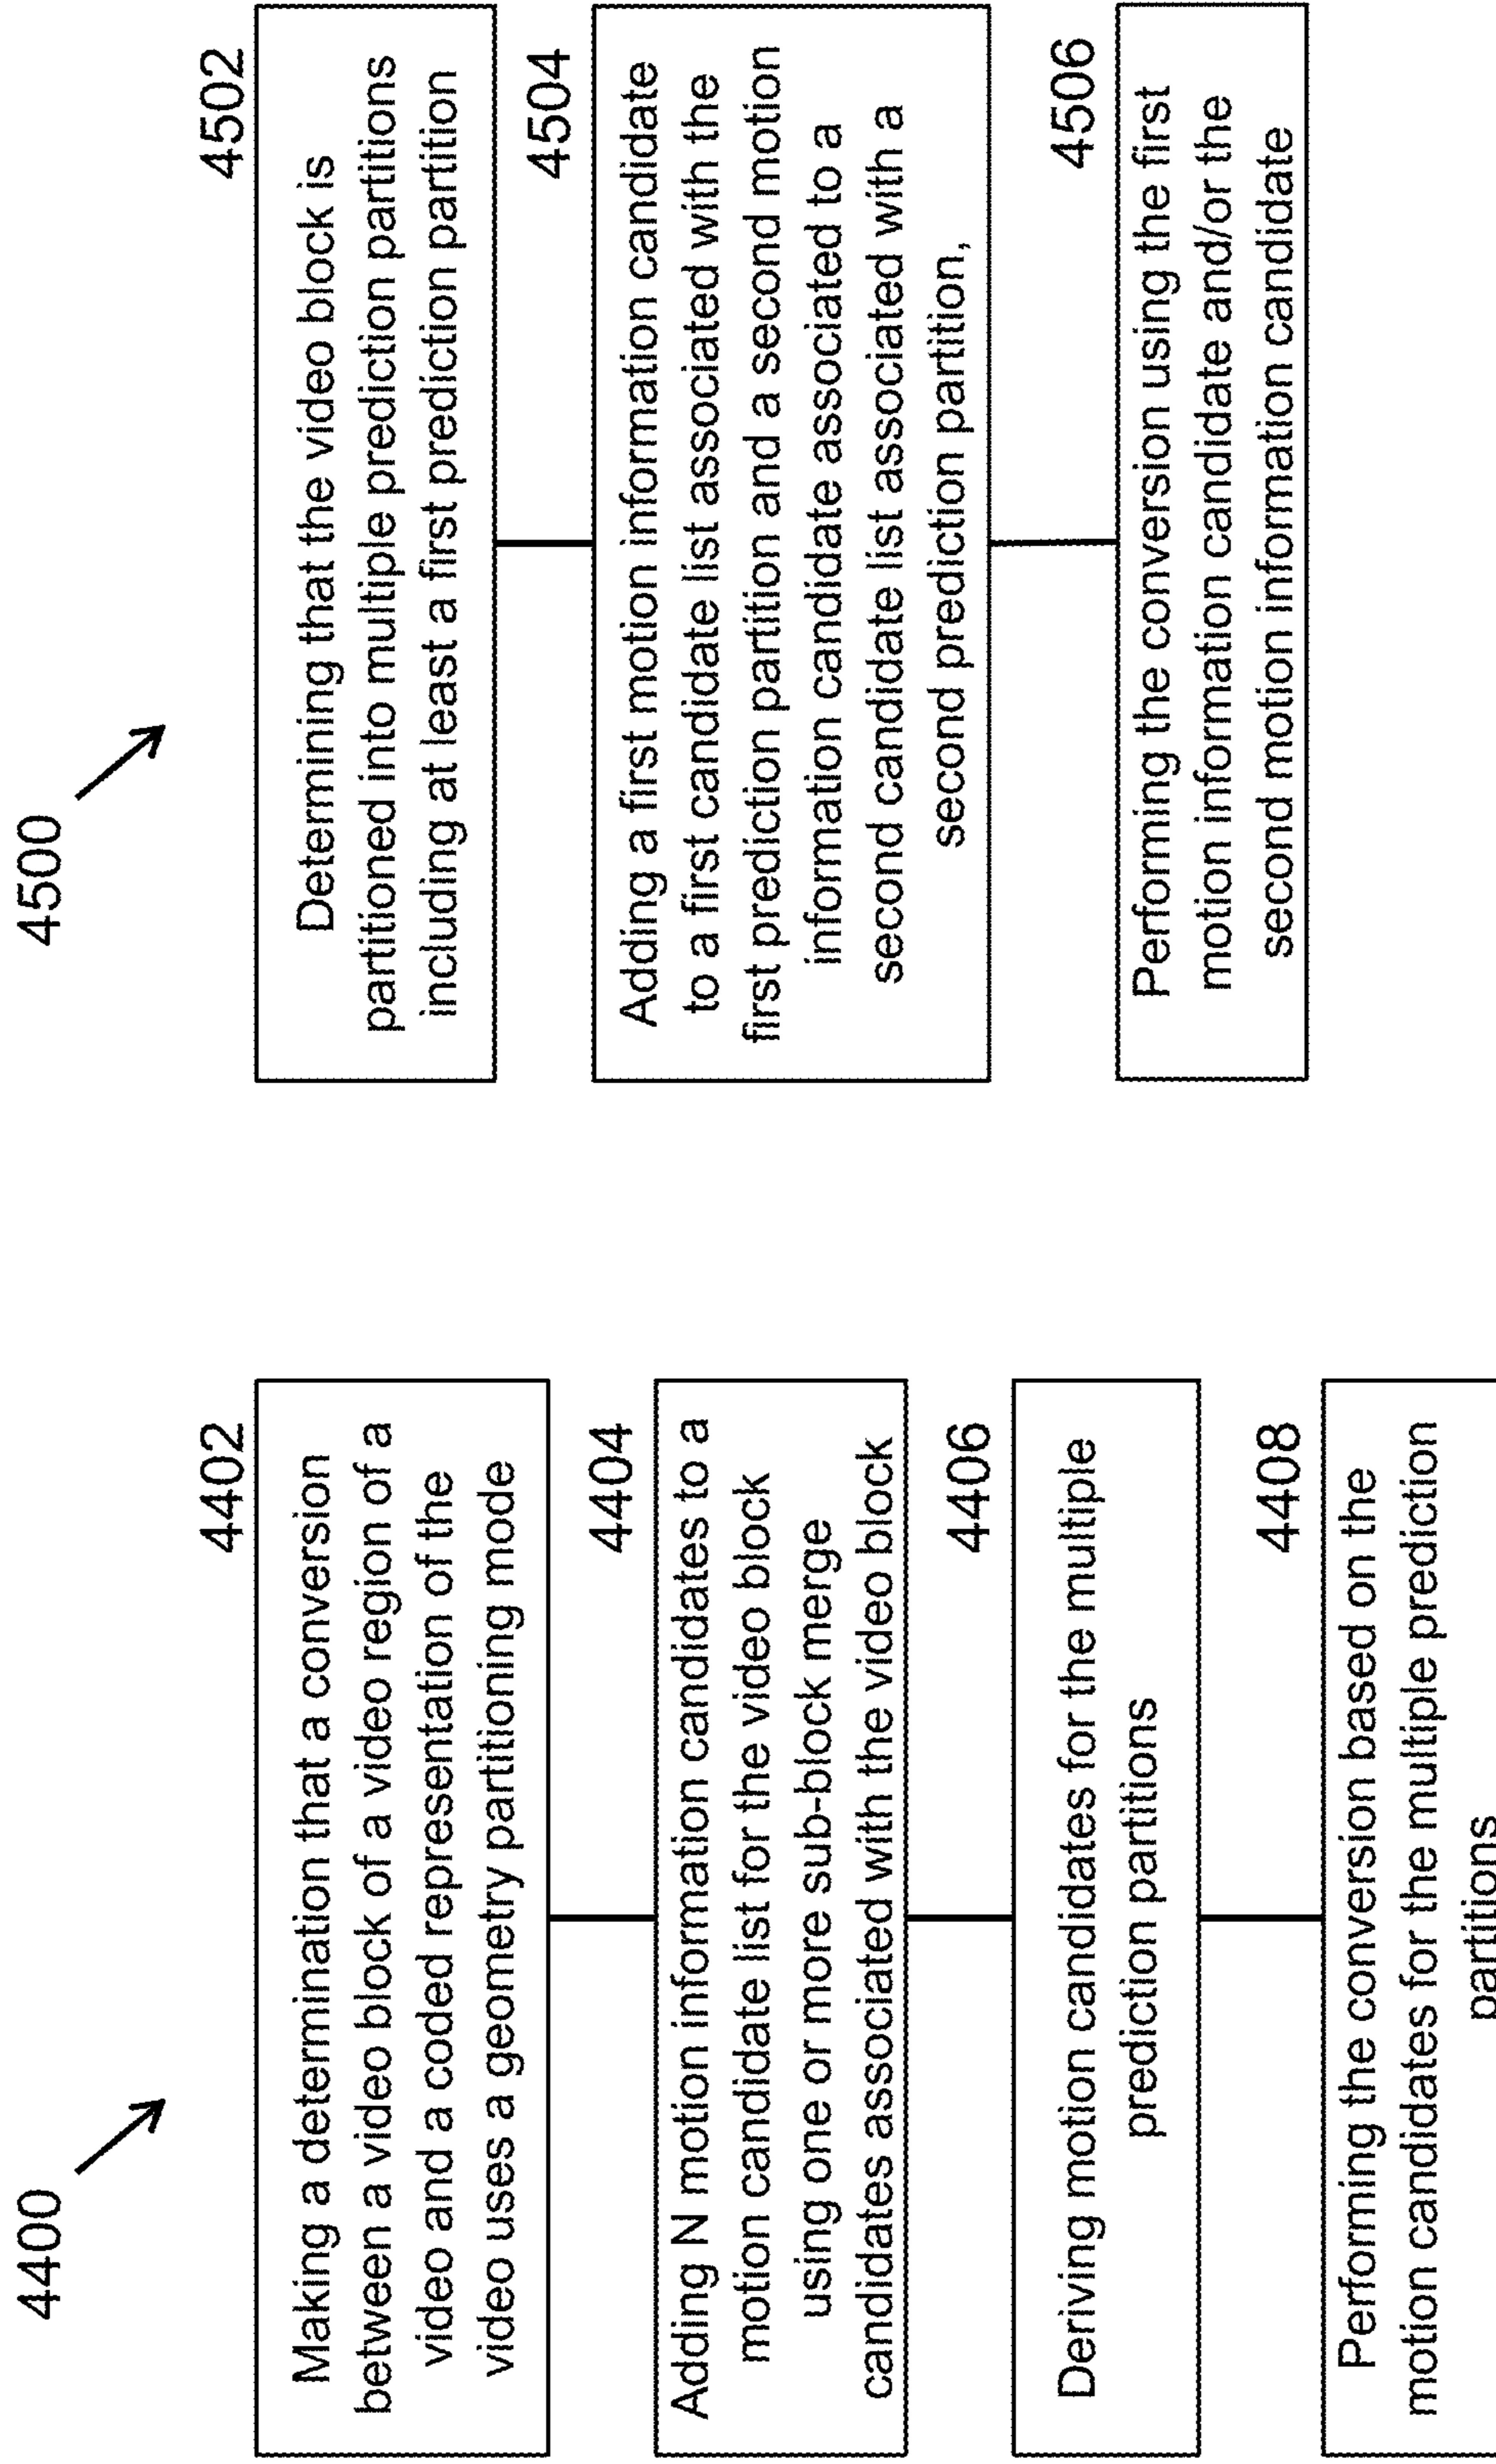 4400
4402
Making a determination that a conversion
between a video block of a video region of a
video and a coded representation of the
video uses a geometry partitioning mode
4404
Adding N motion information candidates to a
motion candidate list for the video block
using one or more sub-block merge
candidates associated with the video block
4406
Deriving motion candidates for the multiple
prediction partitions
4408
Performing the conversion based on the
motion candidates for the multiple prediction
partitions
4500
4502
Determining that the video block is
partitioned into multiple prediction partitions
including at least a first prediction partition
4504
Adding a first motion information candidate
to a first candidate list associated with the
first prediction partition and a second motion
information candidate associated to a
second candidate list associated with a
second prediction partition,
4506
Performing the conversion using the first
motion information candidate and/or the
second motion information candidate